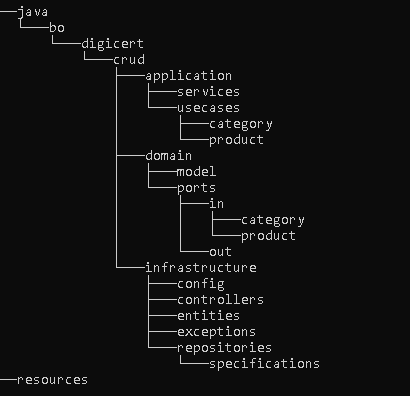 java
bo
digicert
crud
application
services
usecases
category
product
domain
model
ports
in
category
product
out
infrastructure
config
controllers
entities
exceptions
repositories
specifications
resources